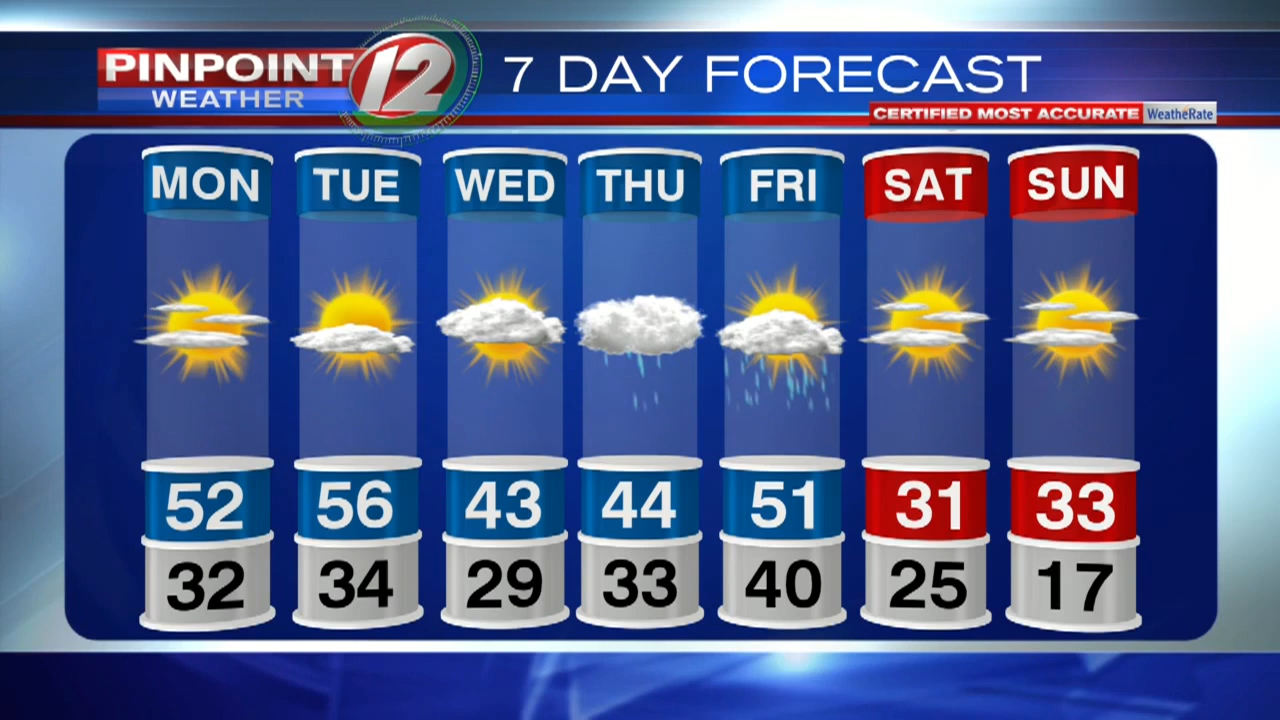 PINPOINT 12
WEATHER
7 DAY FORECAST
CERTIFIED MOST ACCURATE WeatheRate
MON TUE WED THU FRI SAT SUN
52 56 43 44 51 31 33
32 34 29 33 40 25 17